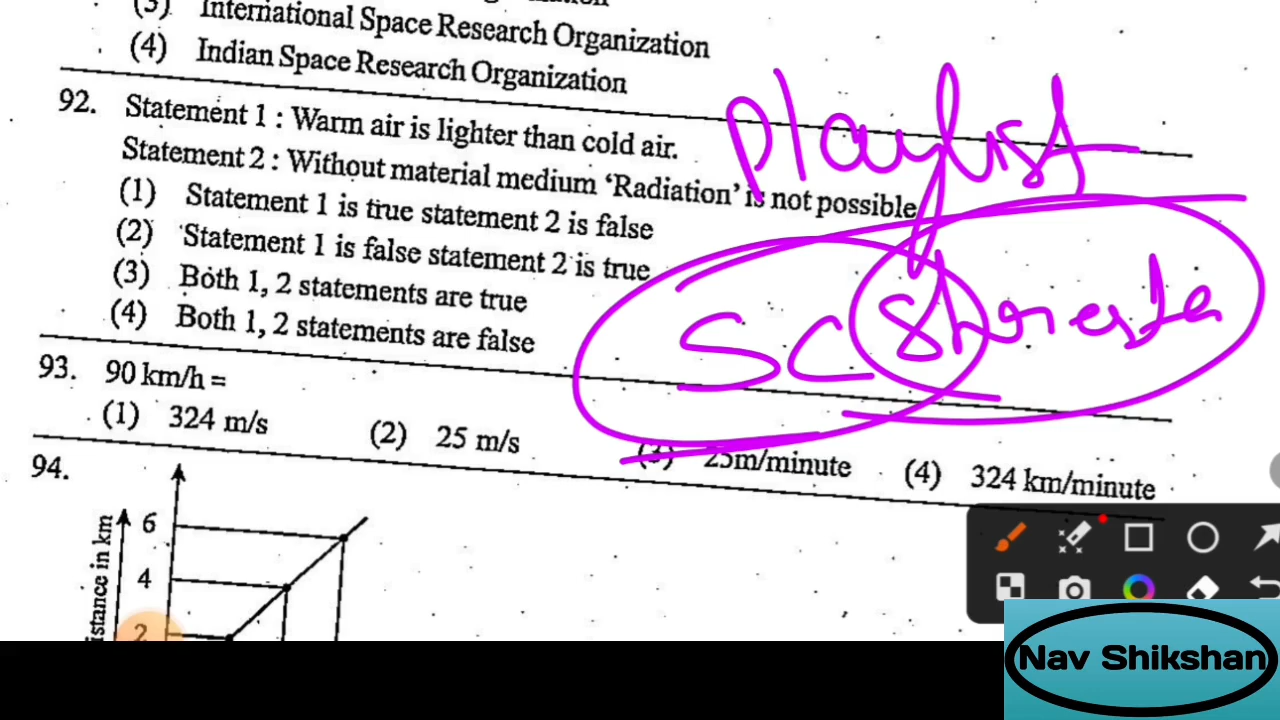 (3) International Space Research Organization
(4) Indian Space Research Organization
92. Statement 1 : Warm air is lighter than cold air.
Statement 2 : Without material medium ‘Radiation’ is not possible
(1) Statement 1 is true statement 2 is false
(2) Statement 1 is false statement 2 is true
(3) Both 1, 2 statements are true
(4) Both 1, 2 statements are false
Playlist
SC
93. 90 km/h =
(1) 324 m/s (2) 25 m/s (3) 25m/minute (4) 324 km/minute
94.
6
4
2
istance in km
Nav Shikshan